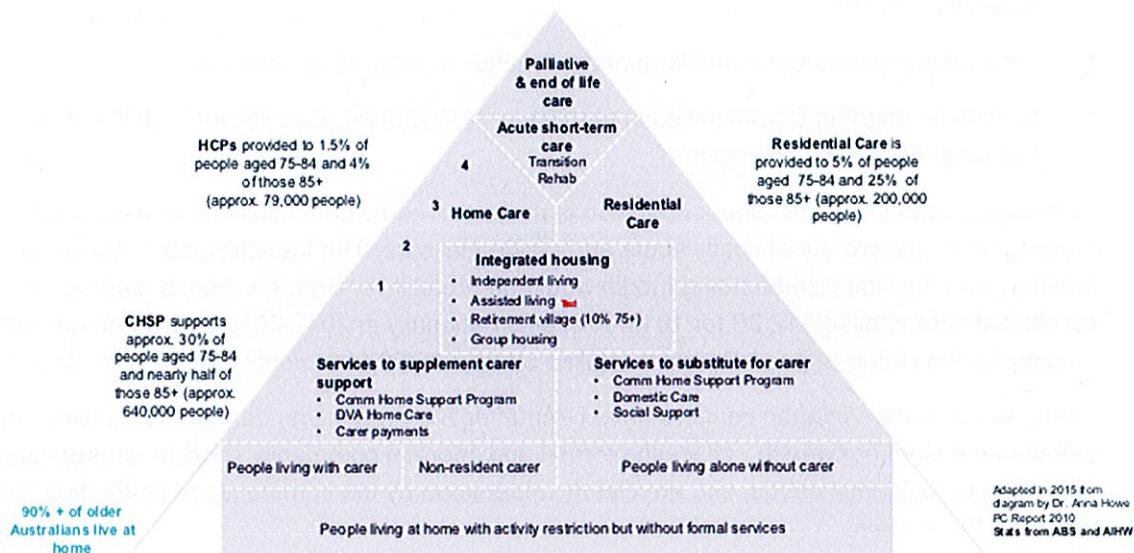 Palliative
& end of life
care
Acute short-term
care
Transition
Rehab
HCPs provided to 1.5% of
people aged 75-84 and 4%
of those 85+
(approx. 79,000 people)
Residential Care is
provided to 5% of people
aged 75-84 and 25% of
those 85+ (approx. 200,000
people)
4
3
Home Care
Residential
Care
2
1
Integrated housing
• Independent living
• Assisted living
• Retirement village (10% 75+)
• Group housing
CHSP supports
approx. 30% of
people aged 75-84
and nearly half of
those 85+ (approx.
640,000 people)
Services to supplement carer
support
• Comm Home Support Program
• DVA Home Care
• Carer payments
Services to substitute for carer
• Comm Home Support Program
• Domestic Care
• Social Support
People living with carer
Non-resident carer
People living alone without carer
People living at home with activity restriction but without formal services
90% + of older
Australians live at
home
Adapted in 2015 from
diagram by Dr. Anna Howe
PC Report 2010
Stats from ABS and AIHW